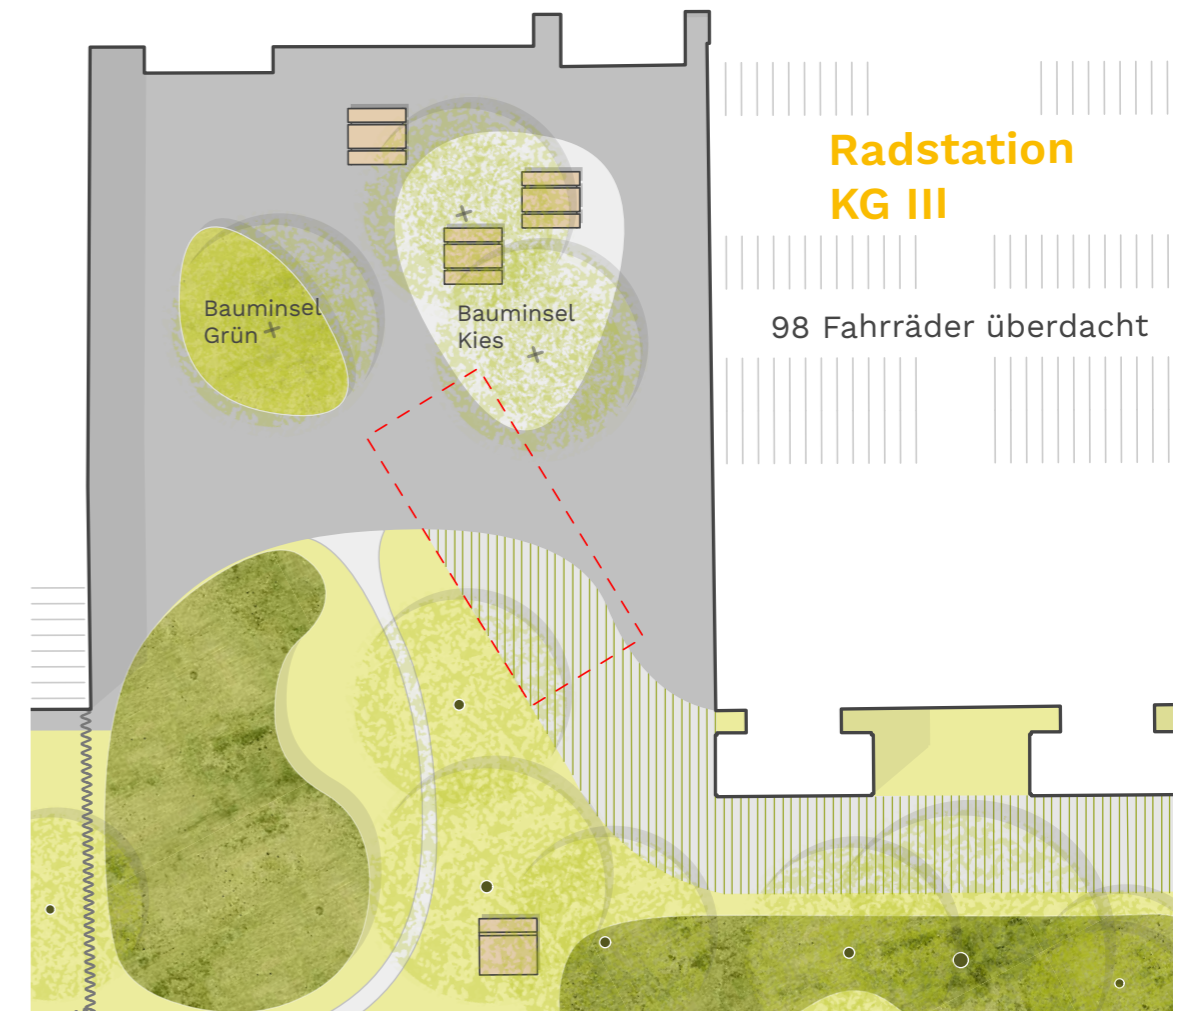 Radstation
KG III
Bauminsel
Grün
Bauminsel
Kies
98 Fahrräder überdacht